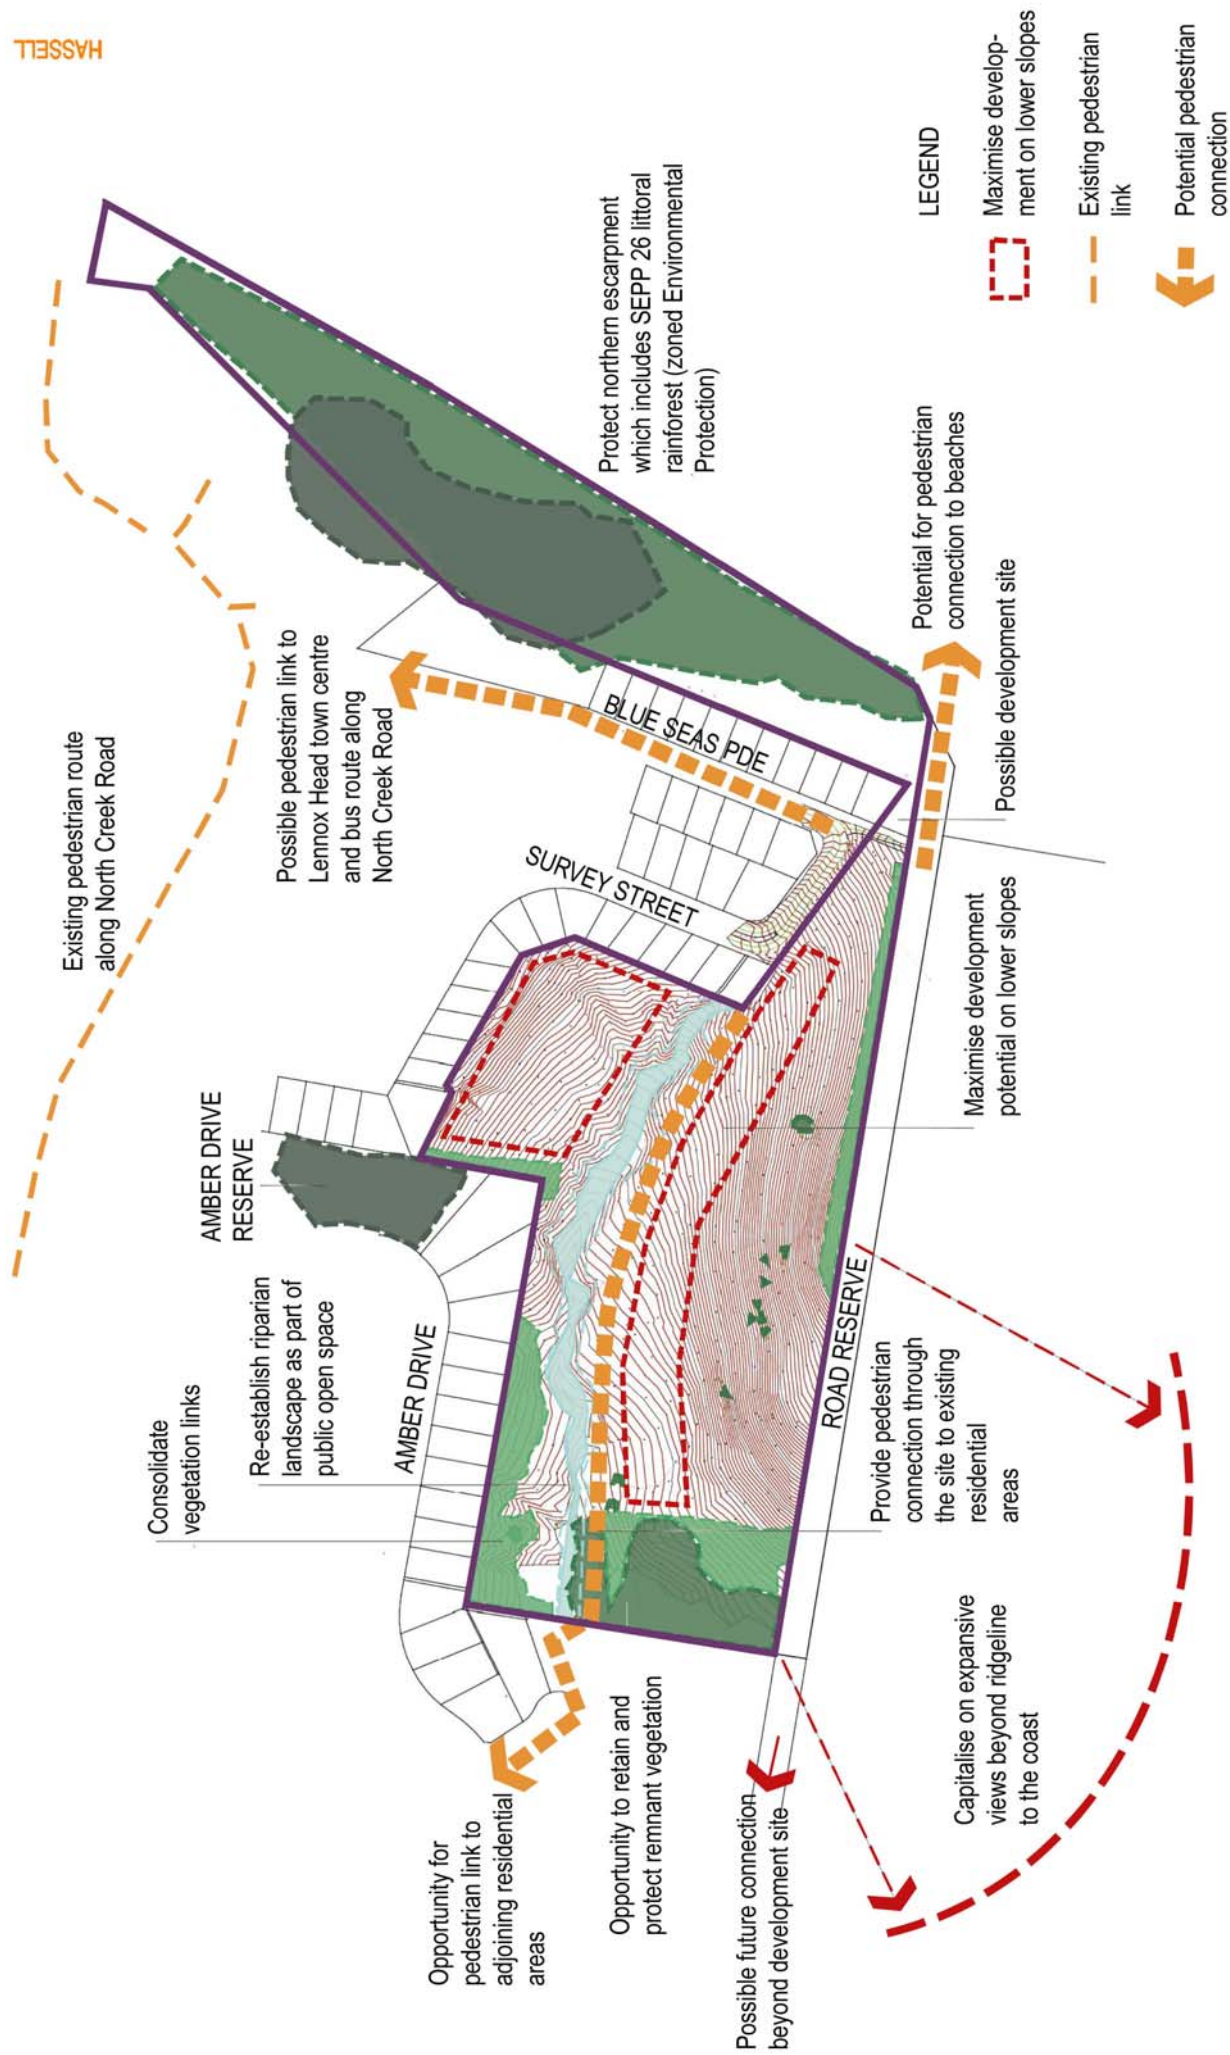 HASSELL
Existing pedestrian route
along North Creek Road
Consolidate
vegetation links
Re-establish riparian
landscape as part of
public open space
AMBER DRIVE
RESERVE
AMBER DRIVE
Possible pedestrian link to
Lennox Head town centre
and bus route along
North Creek Road
SURVEY STREET
BLUE SEAS PDE
Protect northern escarpment
which includes SEPP 26 littoral
rainforest (zoned Environmental
Protection)
Opportunity for
pedestrian link to
adjoining residential
areas
Opportunity to retain and
protect remnant vegetation
Possible future connection
beyond development site
ROAD RESERVE
Provide pedestrian
connection through
the site to existing
residential
areas
Maximise development
potential on lower slopes
Possible development site
Potential for pedestrian
connection to beaches
Capitalise on expansive
views beyond ridgeline
to the coast
LEGEND
Maximise develop-
ment on lower slopes
Existing pedestrian
link
Potential pedestrian
connection